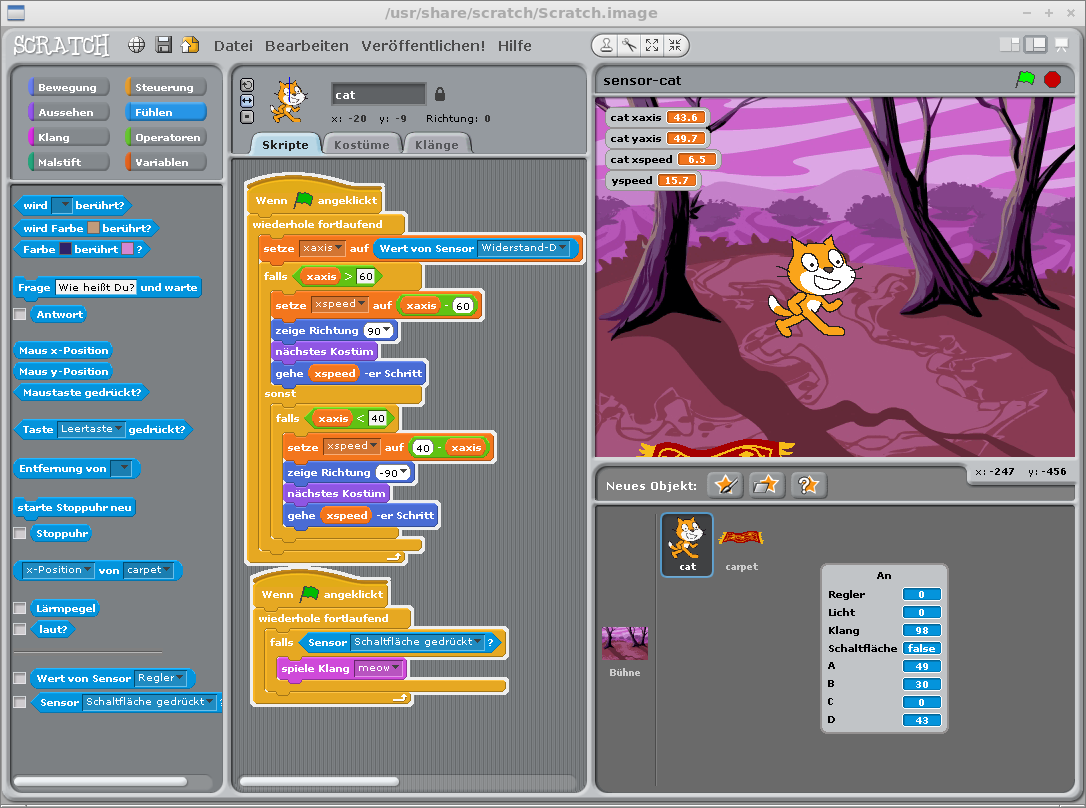 /usr/share/scratch/Scratch.image
SCRATCH
Datei Bearbeiten Veröffentlichen! Hilfe
Bewegung Steuerung
Aussehen Fühlen
Klang Operatoren
Malstift Variablen
wird berührt?
wird Farbe berührt?
Farbe berührt ?
Frage Wie heißt Du? und warte
Antwort
Maus x-Position
Maus y-Position
Maustaste gedrückt?
Taste Leertaste gedrückt?
Entfernung von
starte Stoppuhr neu
Stoppuhr
x-Position von carpet
Lärmpegel
laut?
Wert von Sensor Regler
Sensor Schaltfläche gedrückt ?
cat
x: -20 y: -9 Richtung: 0
Skripte Kostüme Klänge
Wenn angeklickt
wiederhole fortlaufend
setze xaxis auf Wert von Sensor Widerstand-D
falls xaxis > 60
setze xspeed auf xaxis - 60
zeige Richtung 90
nächstes Kostüm
gehe xspeed -er Schritt
sonst
falls xaxis < 40
setze xspeed auf 40 - xaxis
zeige Richtung -90
nächstes Kostüm
gehe xspeed -er Schritt
Wenn angeklickt
wiederhole fortlaufend
falls Sensor Schaltfläche gedrückt ?
spiele Klang meow
sensor-cat
cat xaxis 43.6
cat yaxis 49.7
cat xspeed 6.5
yspeed 15.7
x: -247 y: -456
Neues Objekt:
cat
carpet
Bühne
An
Regler 0
Licht 0
Klang 98
Schaltfläche false
A 49
B 30
C 0
D 43